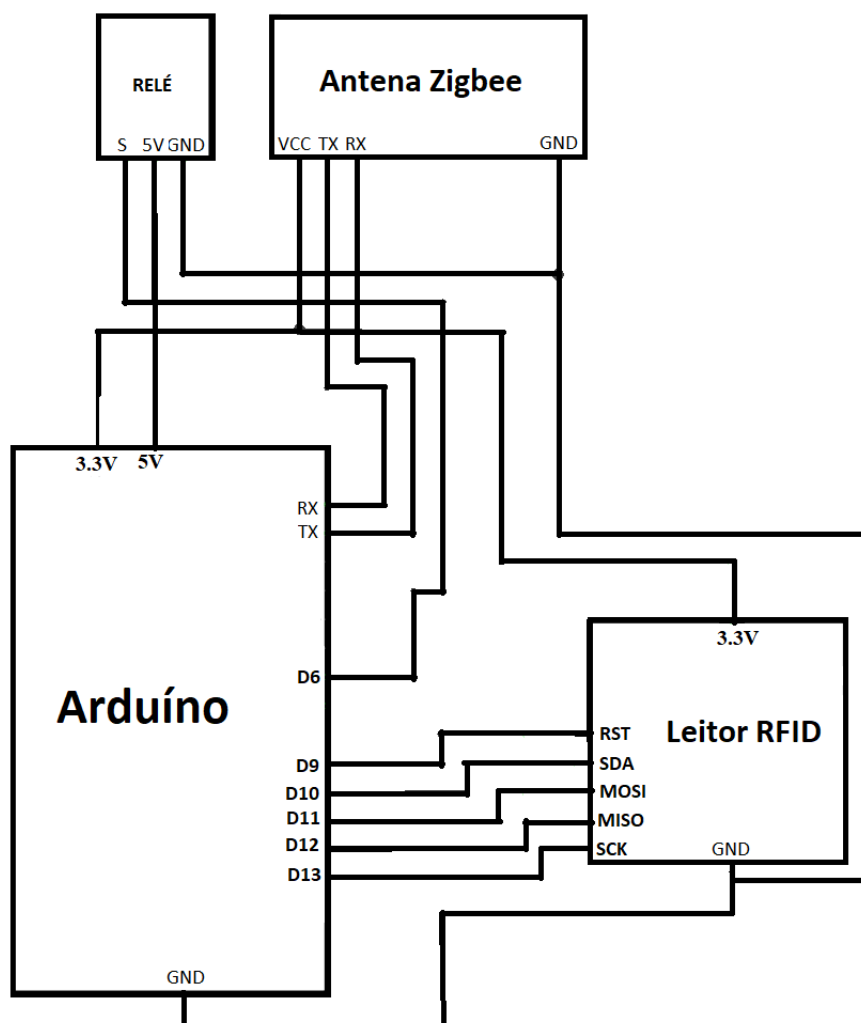 RELÉ
S 5V GND
Antena Zigbee
VCC TX RX GND
3.3V 5V
RX
TX
D6
Arduíno
D9
D10
D11
D12
D13
GND
3.3V
Leitor RFID
RST
SDA
MOSI
MISO
SCK
GND